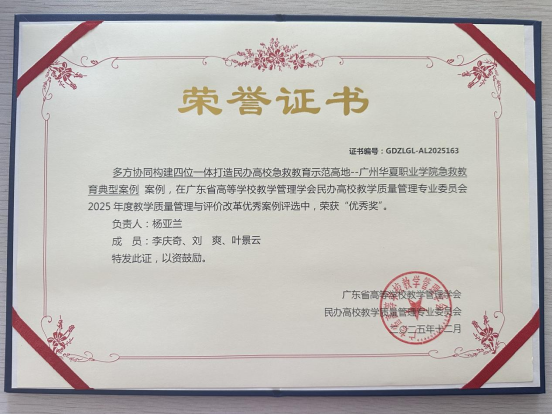 荣誉证书
证书编号：GDZLGL-AL2025163
多方协同构建四位一体打造民办高校急救教育示范高地--广州华夏职业学院急救教
育典型案例 案例，在广东省高等学校教学管理学会民办高校教学质量管理专业委员会
2025 年度教学质量管理与评价改革优秀案例评选中，荣获“优秀奖”。
负责人：杨亚兰
成　员：李庆奇、刘　爽、叶景云
特发此证，以资鼓励。
广东省高等学校教学管理学会
民办高校教学质量管理专业委员会
二〇二五年十二月